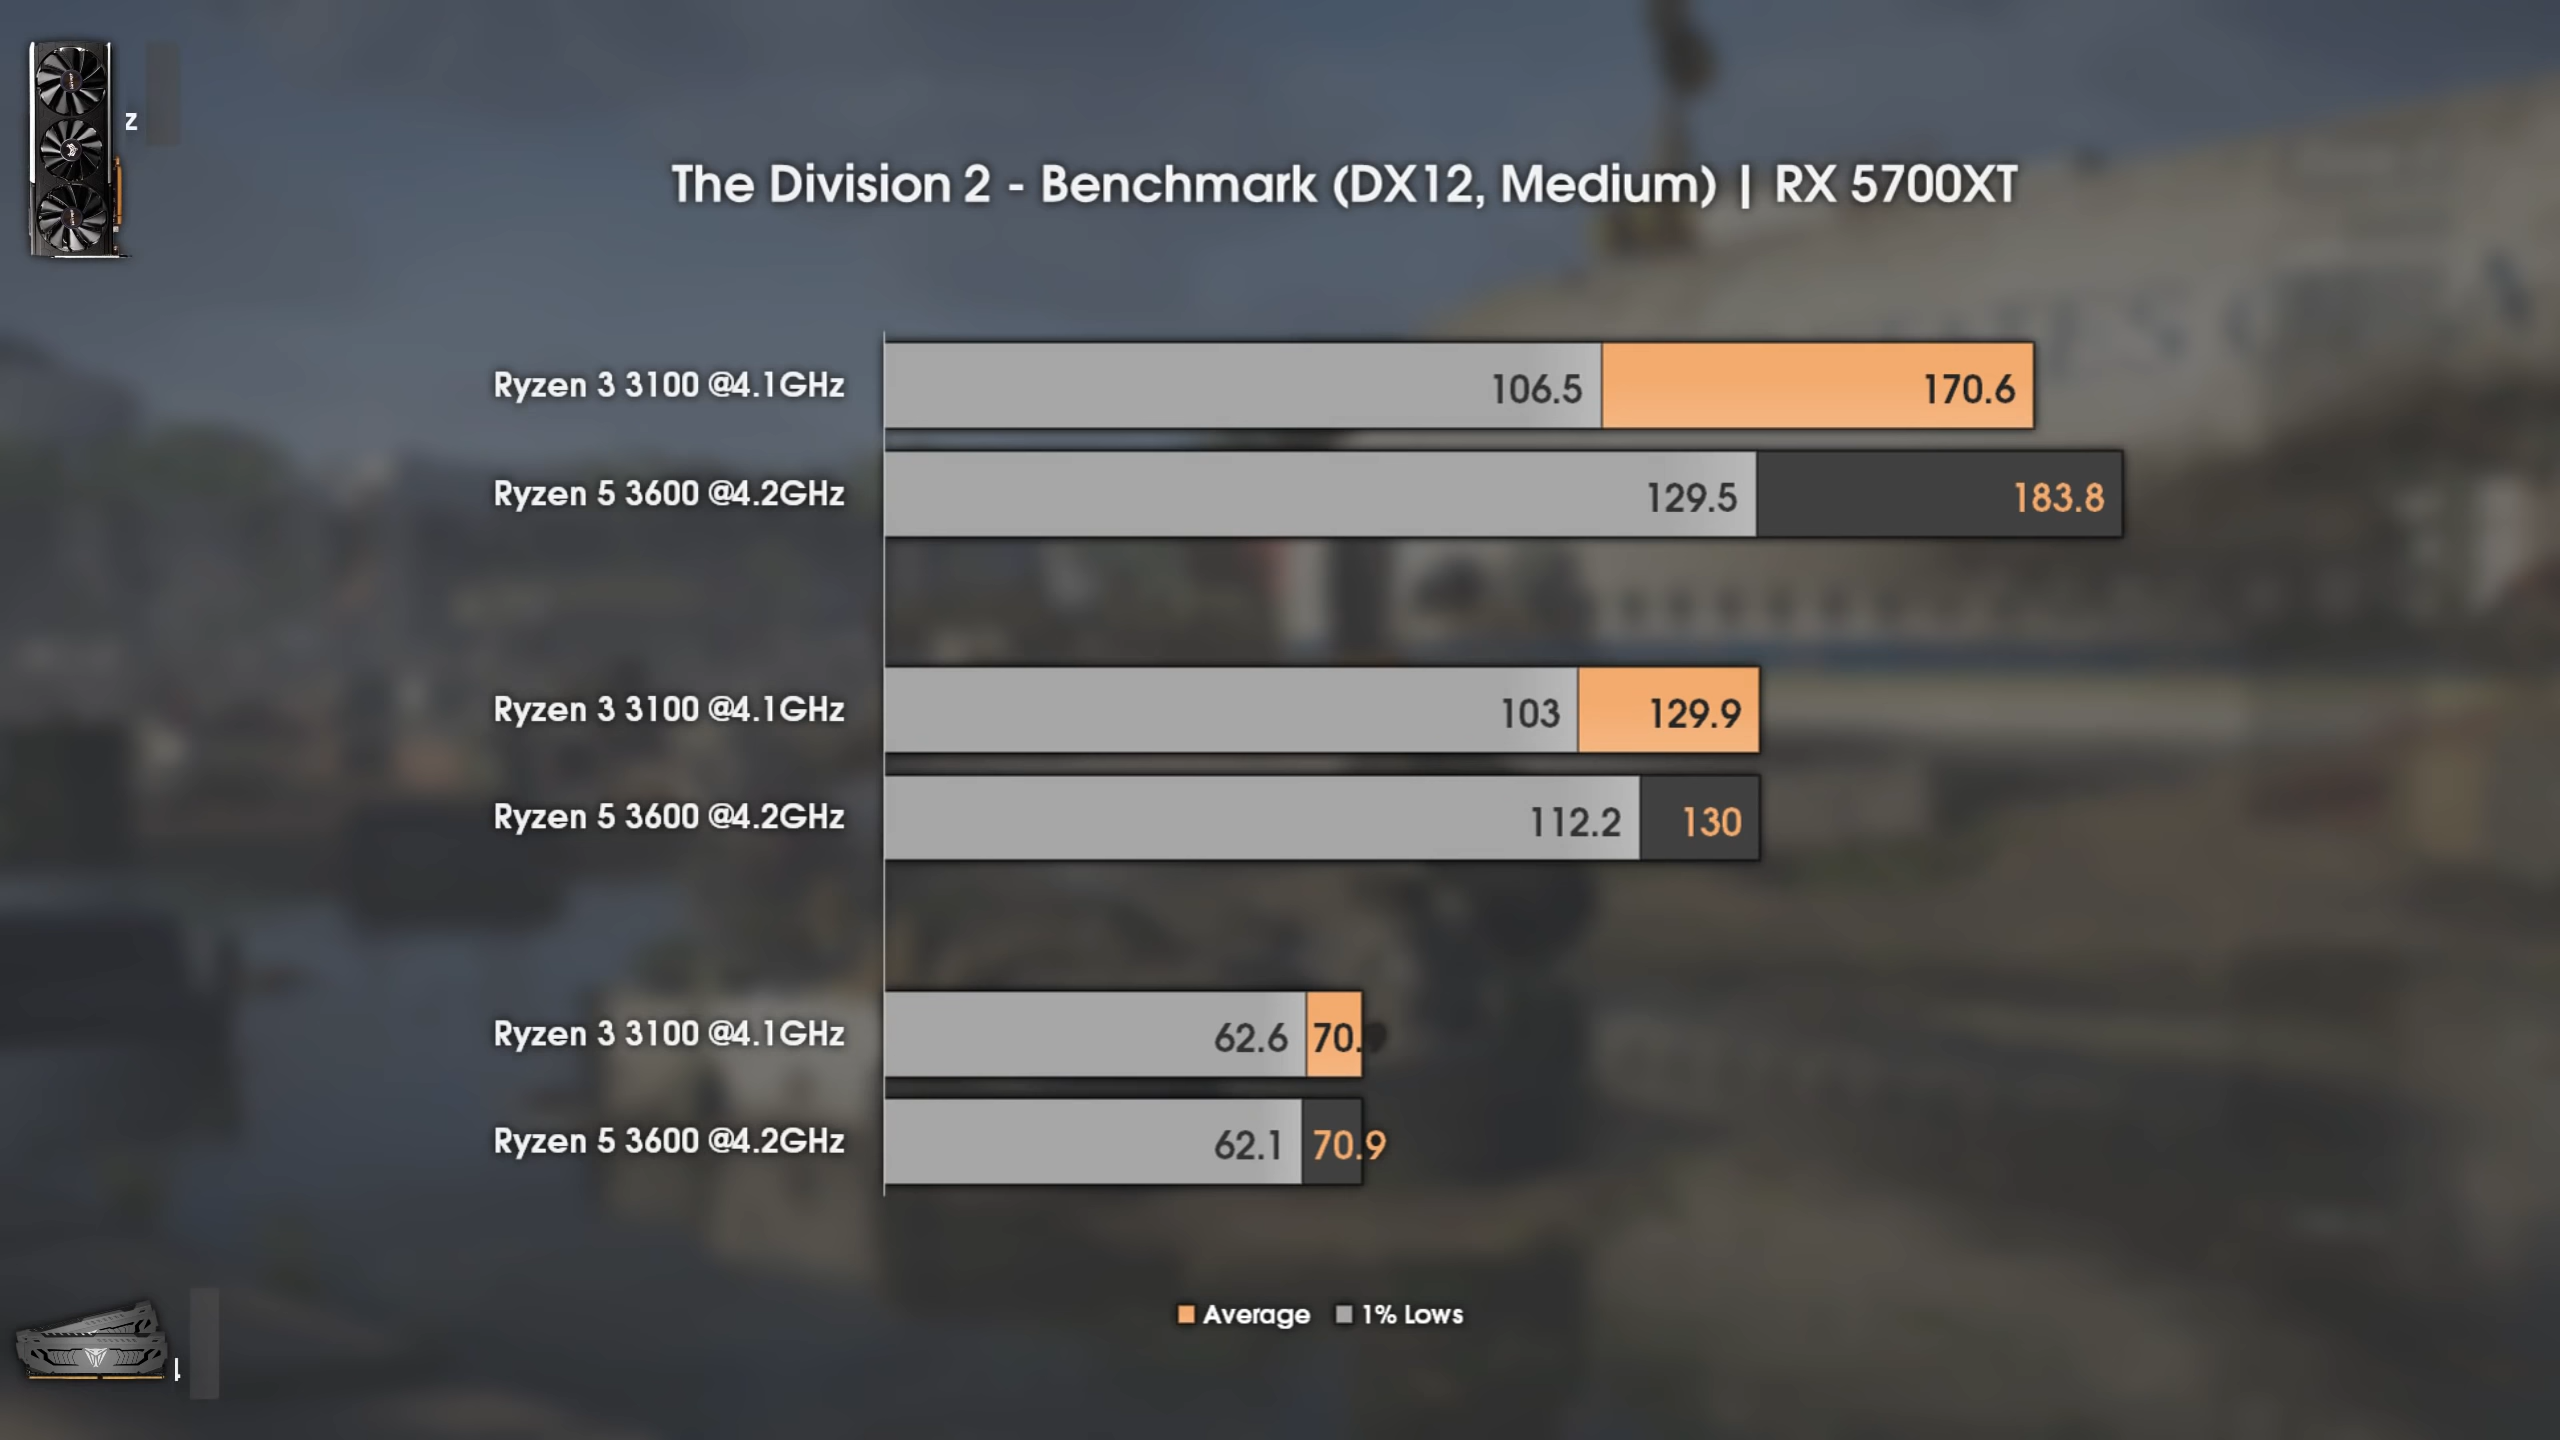 z
The Division 2 - Benchmark (DX12, Medium) | RX 5700XT
Ryzen 3 3100 @4.1GHz 106.5 170.6
Ryzen 5 3600 @4.2GHz 129.5 183.8
Ryzen 3 3100 @4.1GHz 103 129.9
Ryzen 5 3600 @4.2GHz 112.2 130
Ryzen 3 3100 @4.1GHz 62.6 70.
Ryzen 5 3600 @4.2GHz 62.1 70.9
Average 1% Lows